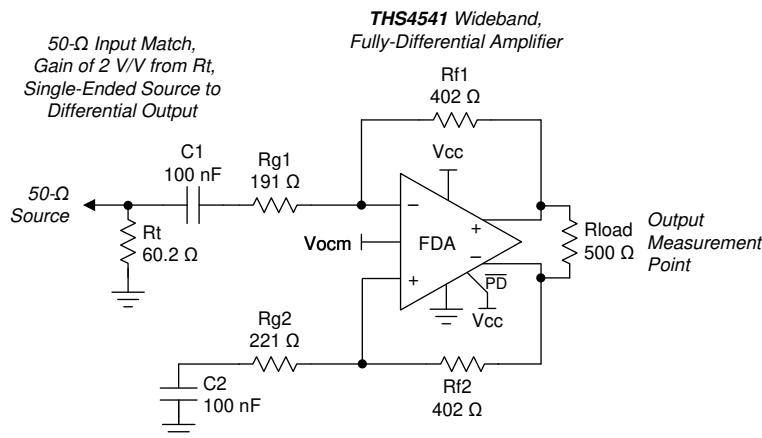 THS4541 Wideband,
Fully-Differential Amplifier
50-Ω Input Match,
Gain of 2 V/V from Rt,
Single-Ended Source to
Differential Output
Rf1
402 Ω
C1
100 nF
Rg1
191 Ω
Vcc
50-Ω
Source
Rt
60.2 Ω
Vocm
−
+
FDA
+
−
PD
Vcc
Rload
500 Ω
Output
Measurement
Point
Rg2
221 Ω
C2
100 nF
Rf2
402 Ω